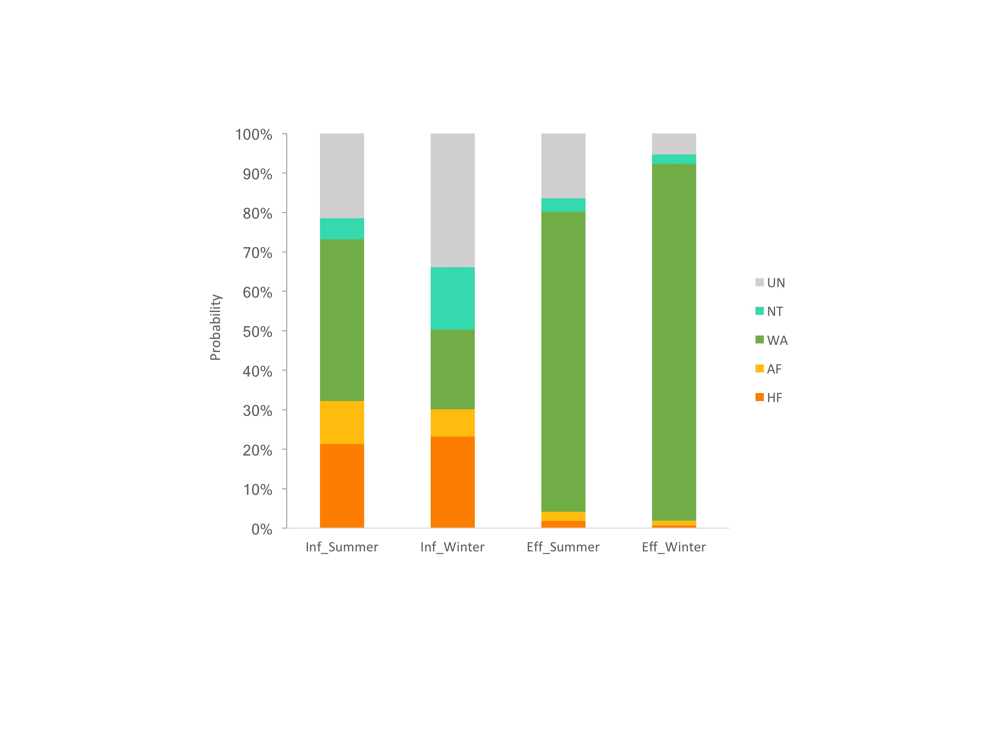 100%
90%
80%
70%
60%
50%
40%
30%
20%
10%
0%
Probability
Inf_Summer
Inf_Winter
Eff_Summer
Eff_Winter
UN
NT
WA
AF
HF